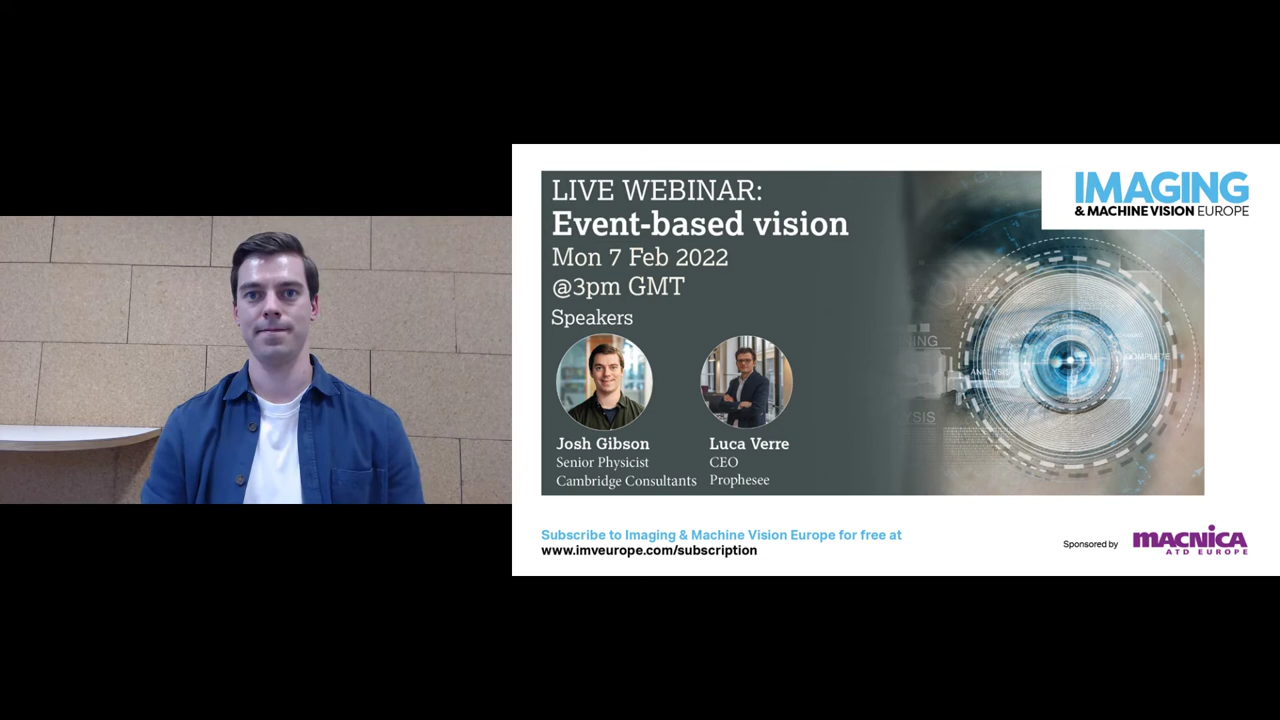 LIVE WEBINAR:
Event-based vision
Mon 7 Feb 2022
@3pm GMT
Speakers
Josh Gibson
Senior Physicist
Cambridge Consultants
Luca Verre
CEO
Prophesee
IMAGING
& MACHINE VISION EUROPE
COMPLETE
ANALYSIS
Subscribe to Imaging & Machine Vision Europe for free at
www.imveurope.com/subscription
Sponsored by
MACNICA
ATD EUROPE